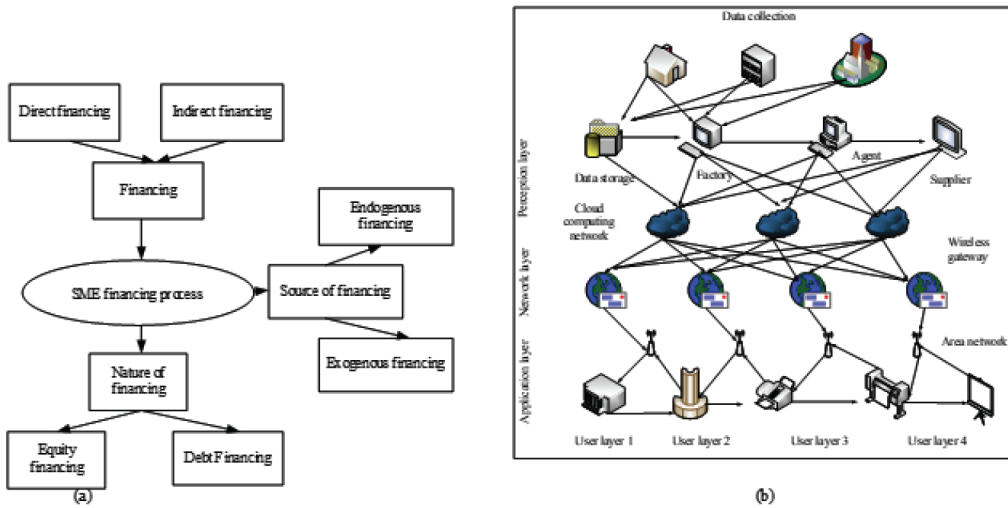 Direct financing
Indirect financing
Financing
SME financing process
Endogenous
financing
Source of financing
Exogenous financing
Nature of
financing
Equity
financing
Debt Financing
(a)
Data collection
Perception layer
Data storage
Factory
Agent
Supplier
Cloud
computing
network
Wireless
gateway
Network layer
Application layer
Area network
User layer 1
User layer 2
User layer 3
User layer 4
(b)